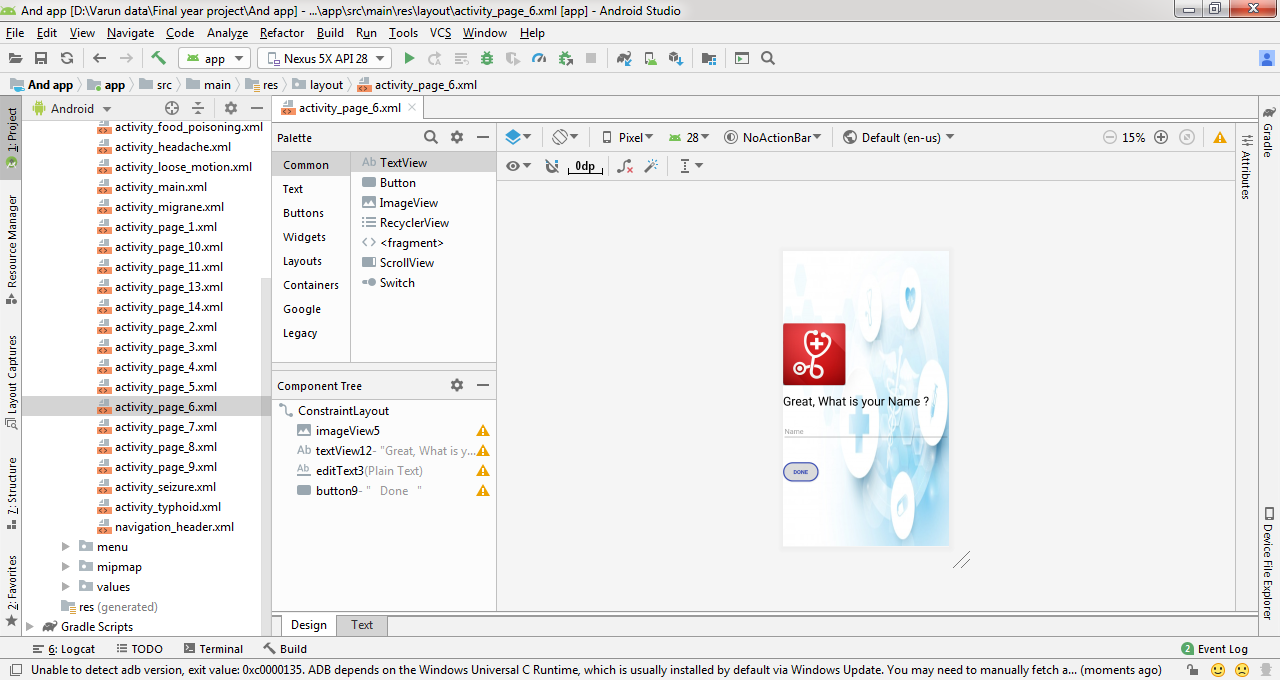 And app [D:\Varun data\Final year project\And app] - ...\app\src\main\res\layout\activity_page_6.xml [app] - Android Studio
File Edit View Navigate Code Analyze Refactor Build Run Tools VCS Window Help
app Nexus 5X API 28
And app app src main res layout activity_page_6.xml
1: Project
Resource Manager
Layout Captures
7: Structure
2: Favorites
Android
activity_food_poisoning.xml
activity_headache.xml
activity_loose_motion.xml
activity_main.xml
activity_migrane.xml
activity_page_1.xml
activity_page_10.xml
activity_page_11.xml
activity_page_13.xml
activity_page_14.xml
activity_page_2.xml
activity_page_3.xml
activity_page_4.xml
activity_page_5.xml
activity_page_6.xml
activity_page_7.xml
activity_page_8.xml
activity_page_9.xml
activity_seizure.xml
activity_typhoid.xml
navigation_header.xml
menu
mipmap
values
res (generated)
Gradle Scripts
activity_page_6.xml
Palette
Common
Text
Buttons
Widgets
Layouts
Containers
Google
Legacy
Ab TextView
Button
ImageView
RecyclerView
<fragment>
ScrollView
Switch
Component Tree
ConstraintLayout
imageView5
Ab textView12- "Great, What is y...
Ab editText3(Plain Text)
button9- " Done "
Pixel 28 NoActionBar Default (en-us) 15%
0dp
Great, What is your Name ?
Name
DONE
Design Text
Gradle
Attributes
Device File Explorer
6: Logcat TODO Terminal Build 2 Event Log
Unable to detect adb version, exit value: 0xc0000135. ADB depends on the Windows Universal C Runtime, which is usually installed by default via Windows Update. You may need to manually fetch a... (moments ago)